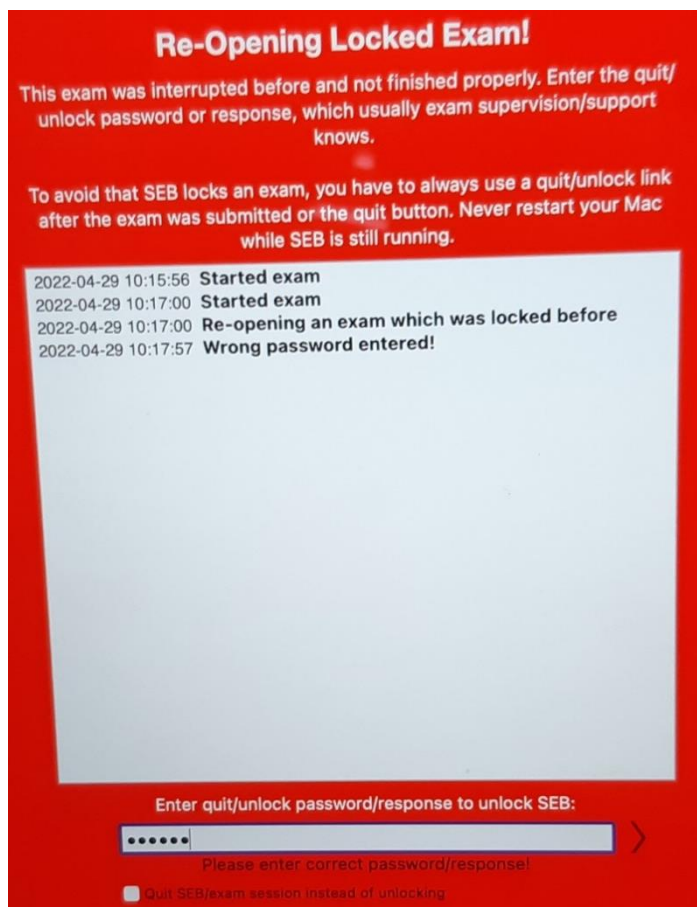 Re-Opening Locked Exam!
This exam was interrupted before and not finished properly. Enter the quit/
unlock password or response, which usually exam supervision/support
knows.
To avoid that SEB locks an exam, you have to always use a quit/unlock link
after the exam was submitted or the quit button. Never restart your Mac
while SEB is still running.
2022-04-29 10:15:56 Started exam
2022-04-29 10:17:00 Started exam
2022-04-29 10:17:00 Re-opening an exam which was locked before
2022-04-29 10:17:57 Wrong password entered!
Enter quit/unlock password/response to unlock SEB:
••••••
Please enter correct password/response!
Quit SEB/exam session instead of unlocking